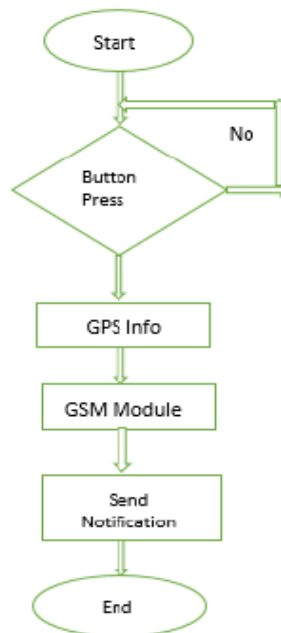 Start
No
Button
Press
GPS Info
GSM Module
Send
Notification
End